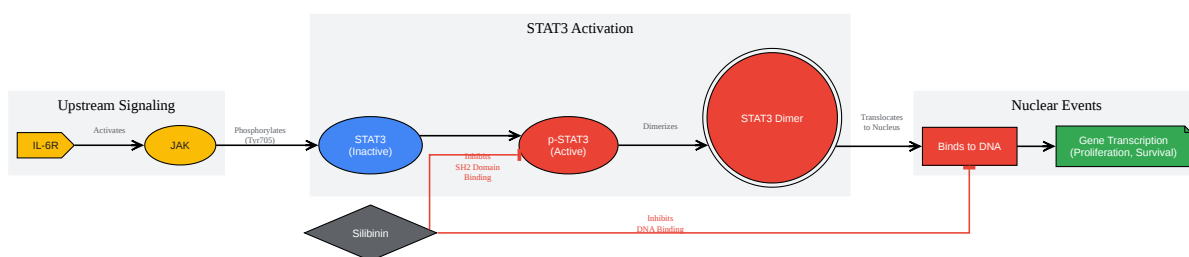 STAT3 Activation
Upstream Signaling
Nuclear Events
IL-6R
Activates
JAK
Phosphorylates
(Tyr705)
STAT3
(Inactive)
Inhibits
SH2 Domain
Binding
p-STAT3
(Active)
Dimerizes
STAT3 Dimer
Translocates
to Nucleus
Binds to DNA
Gene Transcription
(Proliferation, Survival)
Silibinin
Inhibits
DNA Binding